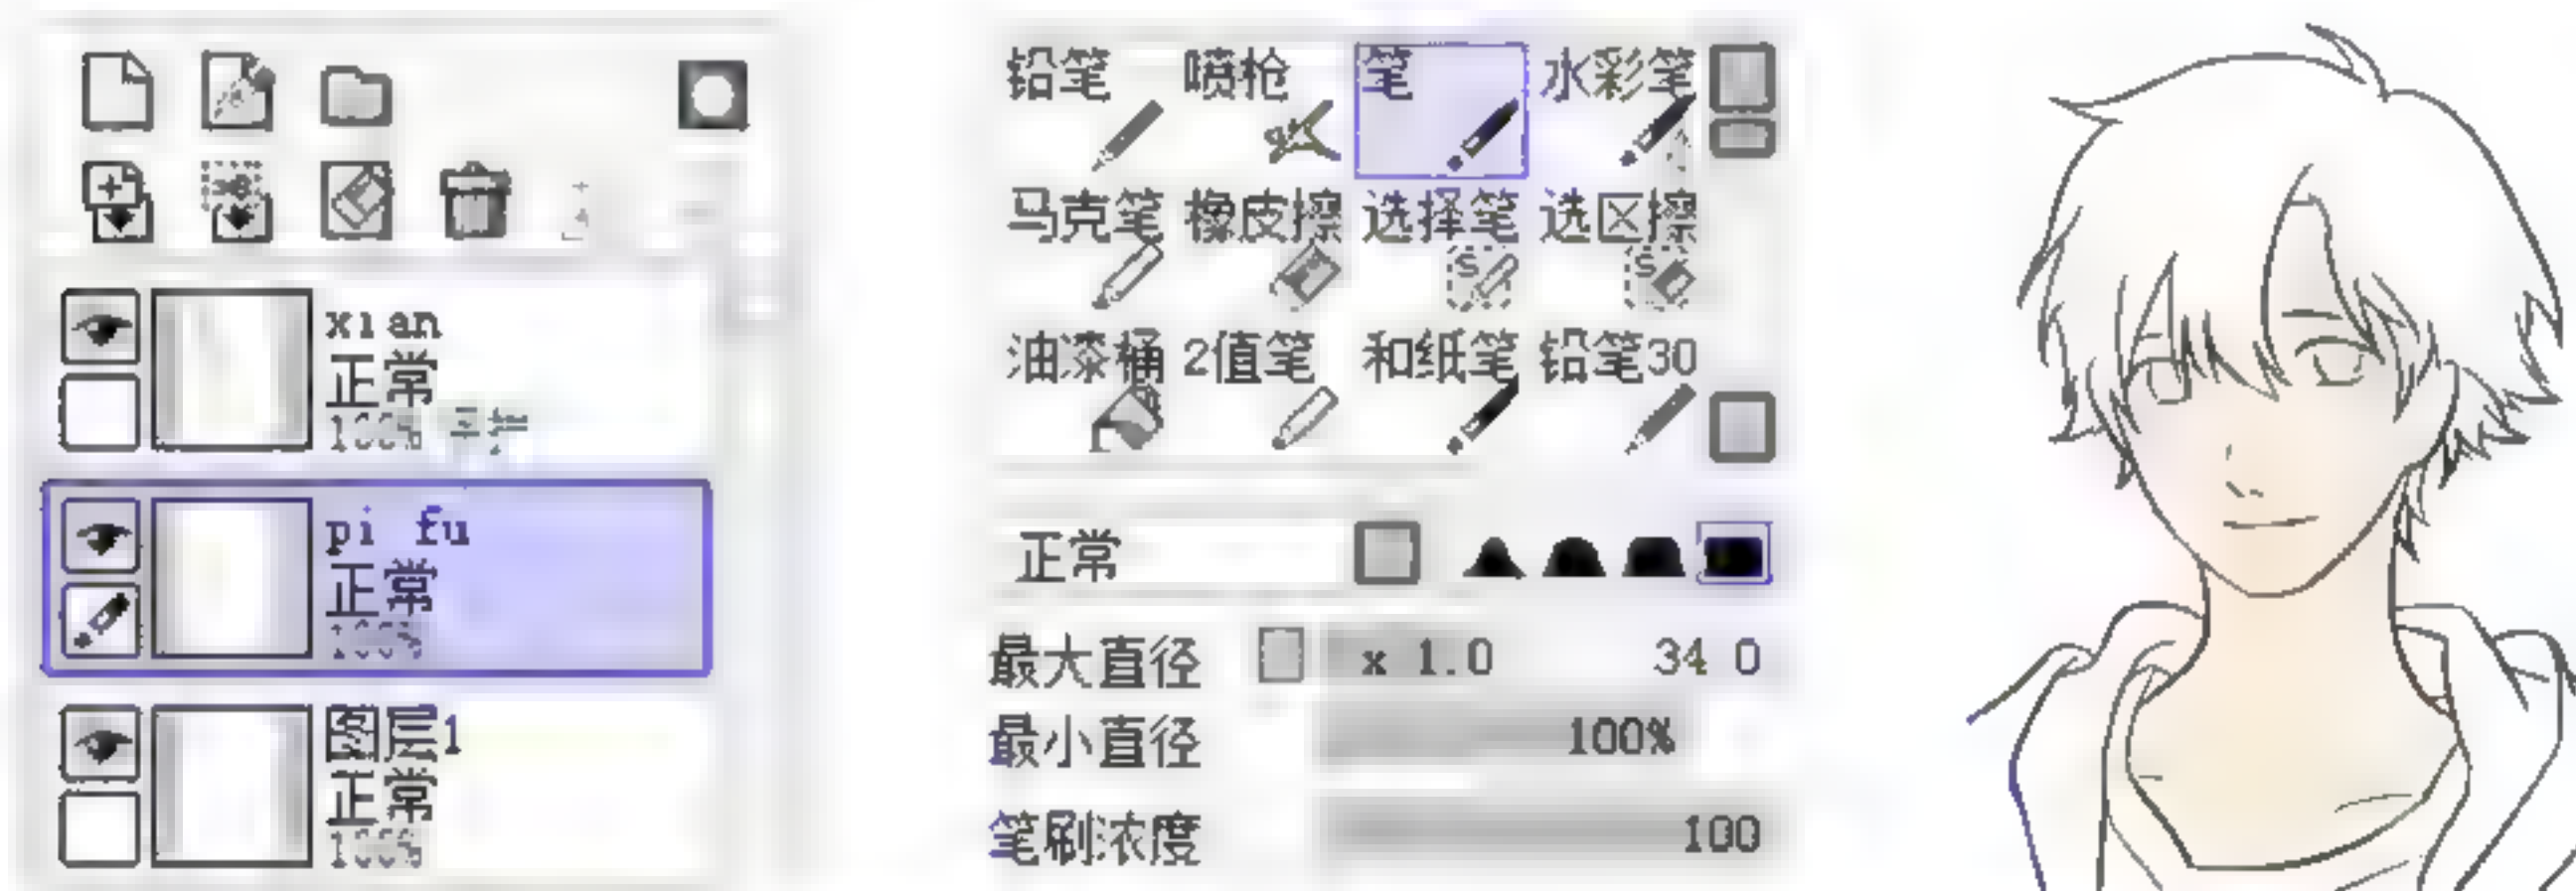 xian
正常
100%
pi fu
正常
100%
图层1
正常
100%
铅笔 喷枪 笔 水彩笔
马克笔 橡皮擦 选择笔 选区擦
油漆桶 2值笔 和纸笔 铅笔30
正常
最大直径 x 1.0 34 0
最小直径 100%
笔刷浓度 100